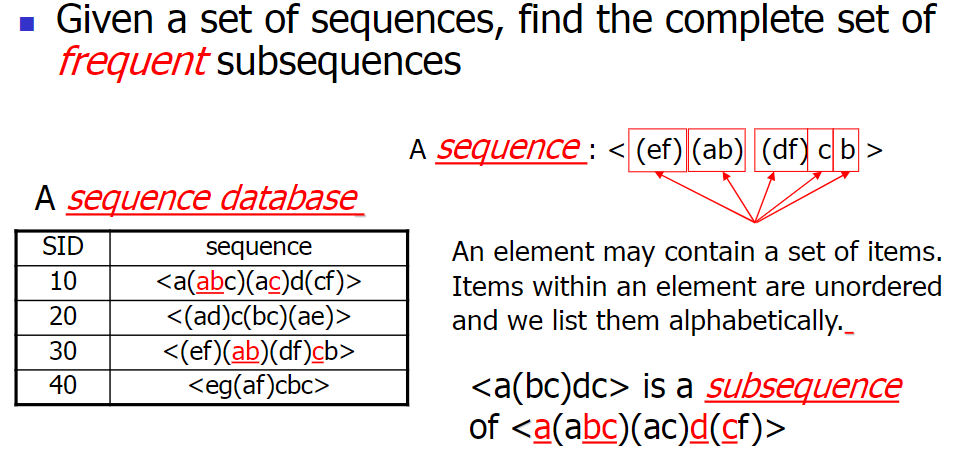 Given a set of sequences, find the complete set of
frequent subsequences
A sequence : < (ef) (ab) (df) c b >
A sequence database
SID sequence
10 <a(abc)(ac)d(cf)>
20 <(ad)c(bc)(ae)>
30 <(ef)(ab)(df)cb>
40 <eg(af)cbc>
An element may contain a set of items.
Items within an element are unordered
and we list them alphabetically.
<a(bc)dc> is a subsequence
of <a(abc)(ac)d(cf)>